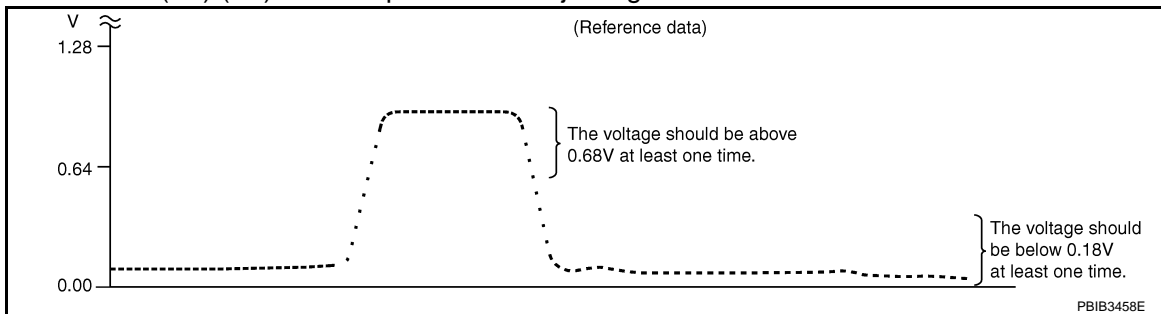 V
(Reference data)
1.28
The voltage should be above
0.68V at least one time.
0.64
The voltage should
be below 0.18V
at least one time.
0.00
PBIB3458E